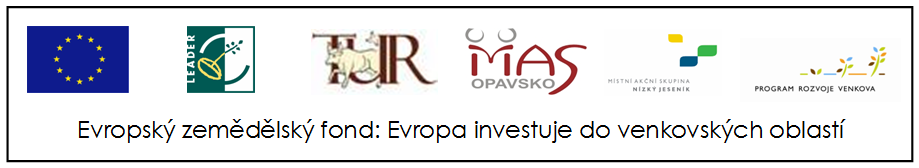 LEADER
TUR
MAS
OPAVSKO
MÍSTNÍ AKČNÍ SKUPINA
NÍZKÝ JESENÍK
PROGRAM ROZVOJE VENKOVA
Evropský zemědělský fond: Evropa investuje do venkovských oblastí